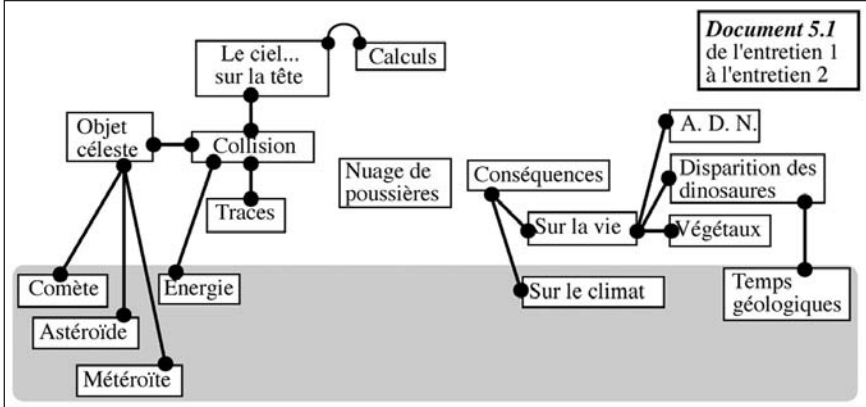 Document 5.1
de l'entretien 1
à l'entretien 2
Le ciel...
sur la tête
Calculs
Objet
céleste
Collision
Traces
Nuage de
poussières
Conséquences
A. D. N.
Disparition des
dinosaures
Sur la vie
Végétaux
Comète
Energie
Sur le climat
Temps
géologiques
Astéroïde
Météroïte